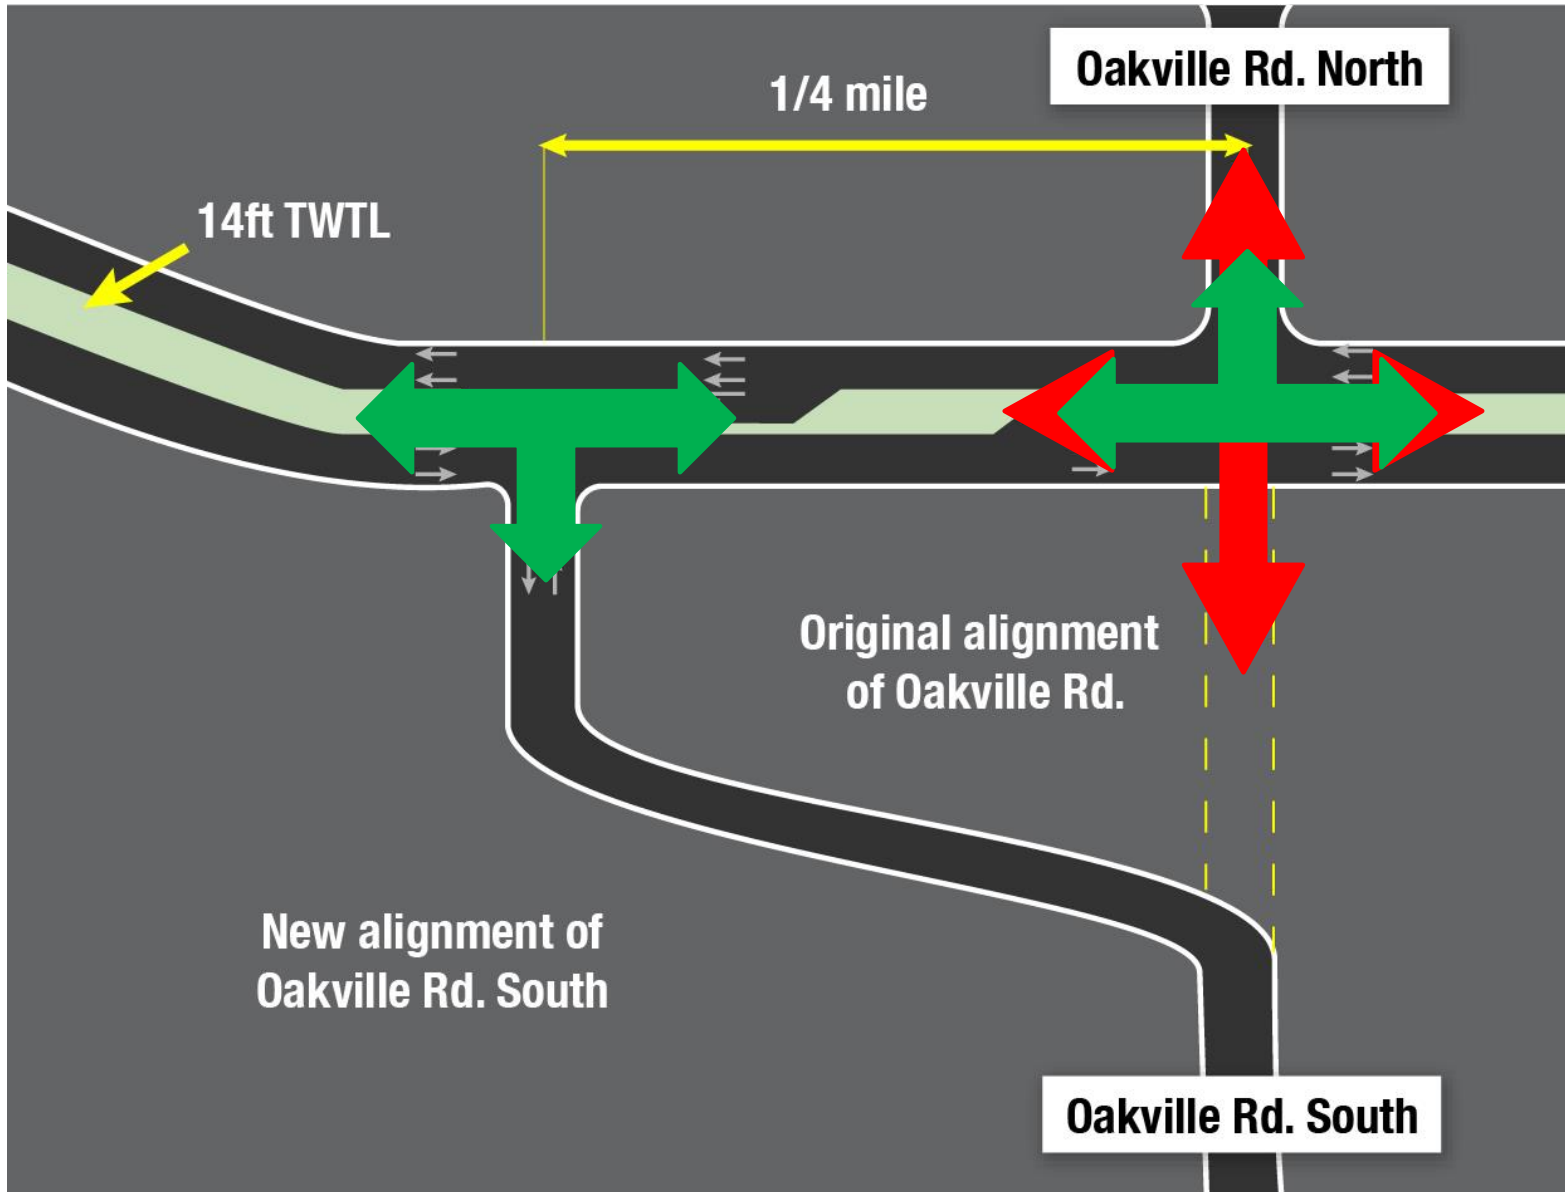 Oakville Rd. North
1/4 mile
14ft TWTL
Original alignment
of Oakville Rd.
New alignment of
Oakville Rd. South
Oakville Rd. South